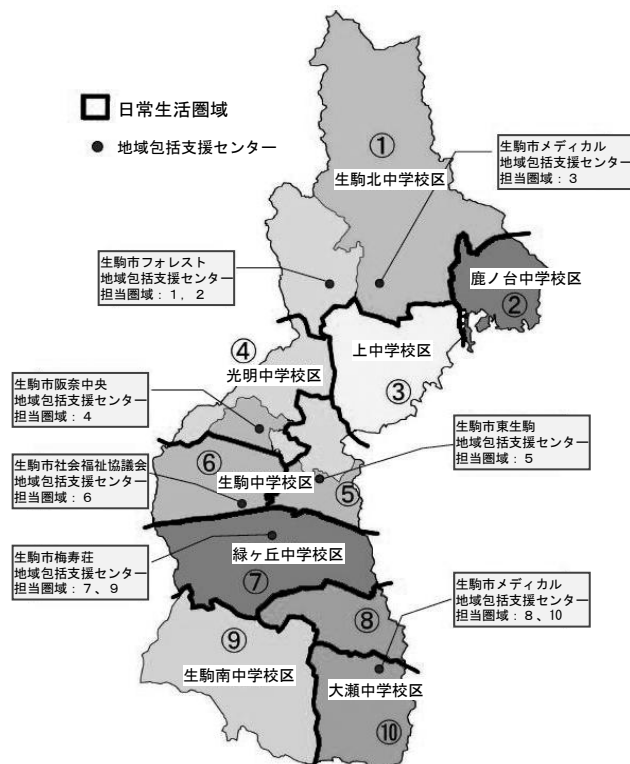 日常生活圏域
地域包括支援センター
①
生駒北中学校区
生駒市メディカル
地域包括支援センター
担当圏域：3
生駒市フォレスト
地域包括支援センター
担当圏域：1，2
鹿ノ台中学校区
②
上中学校区
③
④
光明中学校区
生駒市阪奈中央
地域包括支援センター
担当圏域：4
生駒市東生駒
地域包括支援センター
担当圏域：5
生駒市社会福祉協議会
地域包括支援センター
担当圏域：6
⑥
生駒中学校区
⑤
生駒市梅寿荘
地域包括支援センター
担当圏域：7、9
緑ヶ丘中学校区
⑦
生駒市メディカル
地域包括支援センター
担当圏域：8、10
⑧
⑨
生駒南中学校区
大瀬中学校区
⑩